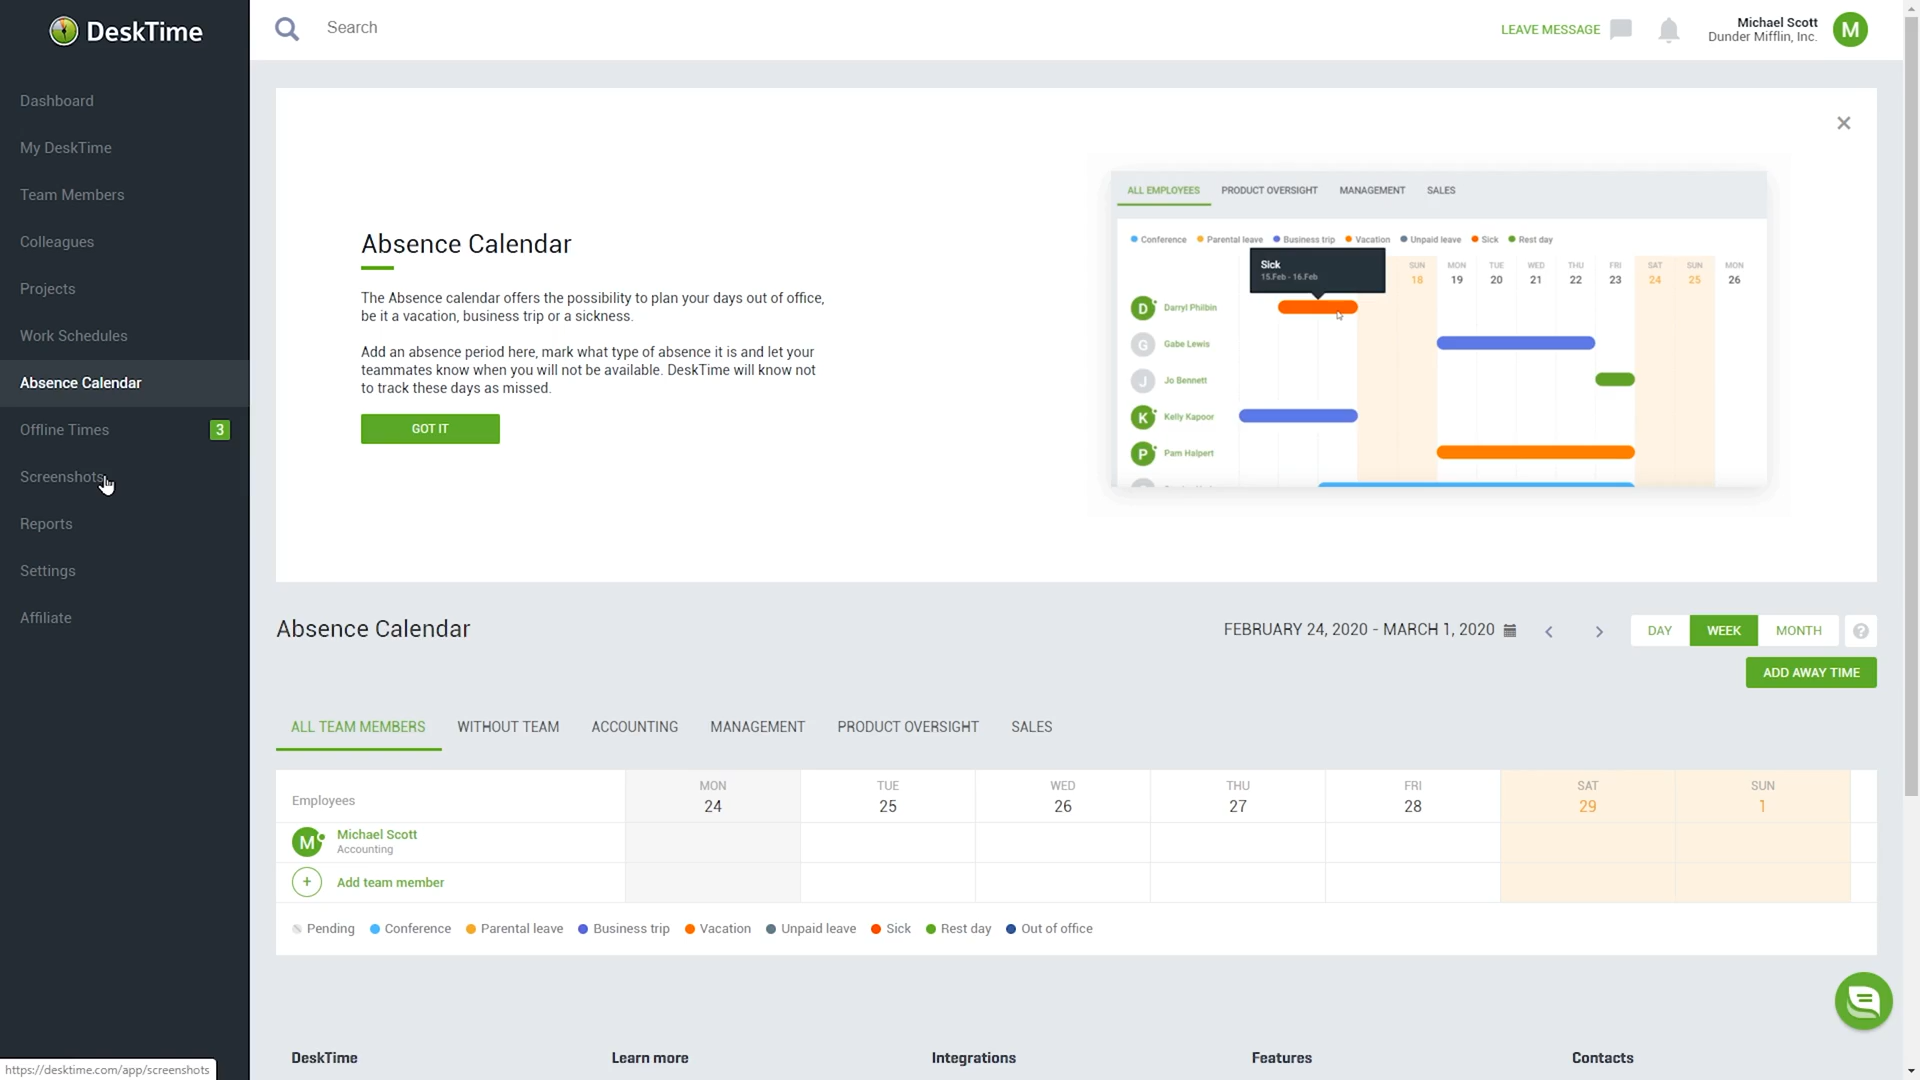 DeskTime
Search
LEAVE MESSAGE
Michael Scott
Dunder Mifflin, Inc.
M
Dashboard
My DeskTime
Team Members
Colleagues
Projects
Work Schedules
Absence Calendar
Offline Times 3
Screenshots
Reports
Settings
Affiliate
Absence Calendar
The Absence calendar offers the possibility to plan your days out of office,
be it a vacation, business trip or a sickness.
Add an absence period here, mark what type of absence it is and let your
teammates know when you will not be available. DeskTime will know not
to track these days as missed.
GOT IT
ALL EMPLOYEES PRODUCT OVERSIGHT MANAGEMENT SALES
Conference Parental leave Business trip Vacation Unpaid leave Sick Rest day
Sick
15.Feb - 16.Feb
SUN MON TUE WED THU FRI SAT SUN MON
18 19 20 21 22 23 24 25 26
D Darryl Philbin
G Gabe Lewis
J Jo Bennett
K Kelly Kapoor
P Pam Halpert
Absence Calendar
FEBRUARY 24, 2020 - MARCH 1, 2020
DAY WEEK MONTH ?
ADD AWAY TIME
ALL TEAM MEMBERS WITHOUT TEAM ACCOUNTING MANAGEMENT PRODUCT OVERSIGHT SALES
Employees
MON TUE WED THU FRI SAT SUN
24 25 26 27 28 29 1
M Michael Scott
Accounting
+ Add team member
Pending Conference Parental leave Business trip Vacation Unpaid leave Sick Rest day Out of office
DeskTime Learn more Integrations Features Contacts
https://desktime.com/app/screenshots